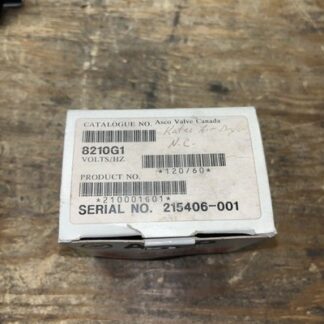 CATALOGUE NO. Asco Valve Canada
N.C.
8210G1
VOLTS/HZ
*120/60*
PRODUCT NO.
*210001601*
SERIAL NO. 215406-001